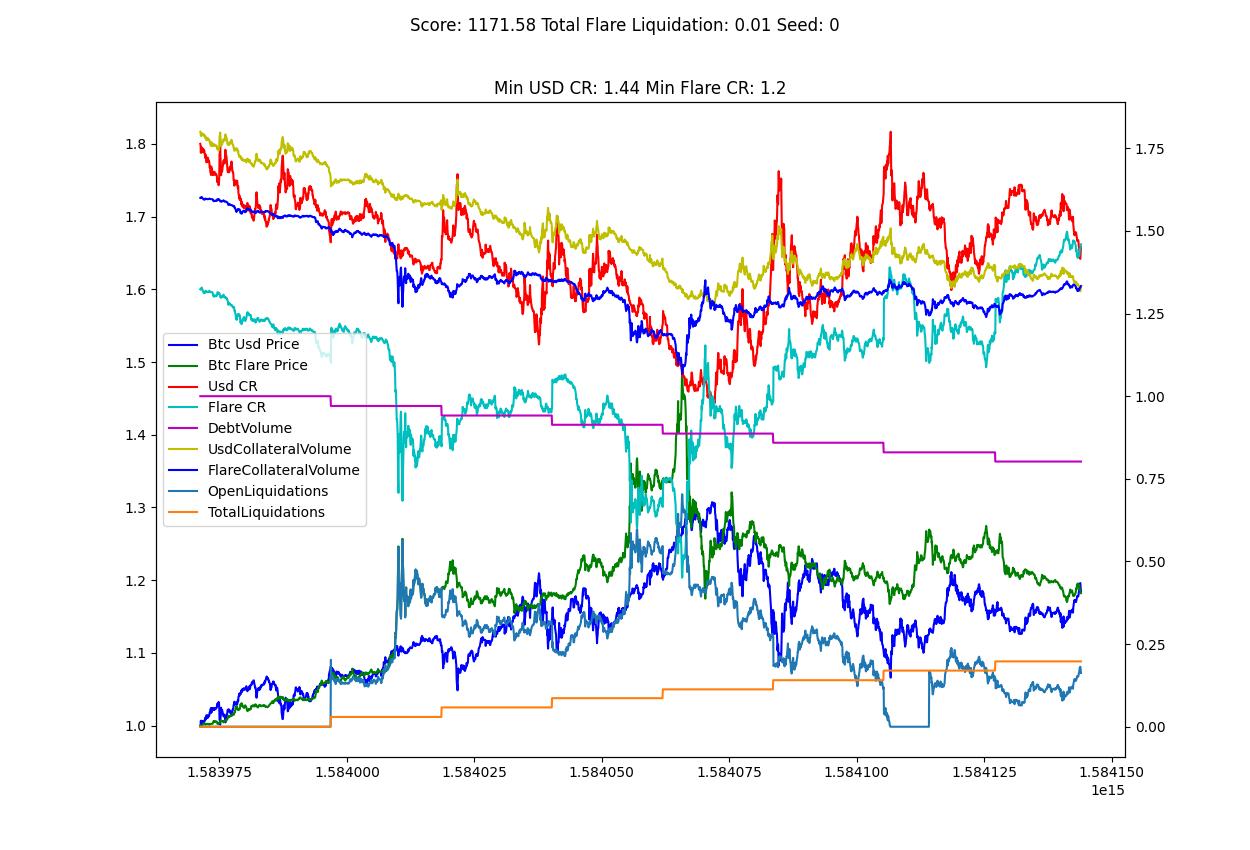 Score: 1171.58 Total Flare Liquidation: 0.01 Seed: 0
Min USD CR: 1.44 Min Flare CR: 1.2
1.8
1.7
1.6
1.5
1.4
1.3
1.2
1.1
1.0
Btc Usd Price
Btc Flare Price
Usd CR
Flare CR
DebtVolume
UsdCollateralVolume
FlareCollateralVolume
OpenLiquidations
TotalLiquidations
1.75
1.50
1.25
1.00
0.75
0.50
0.25
0.00
1.583975 1.584000 1.584025 1.584050 1.584075 1.584100 1.584125 1.584150
1e15